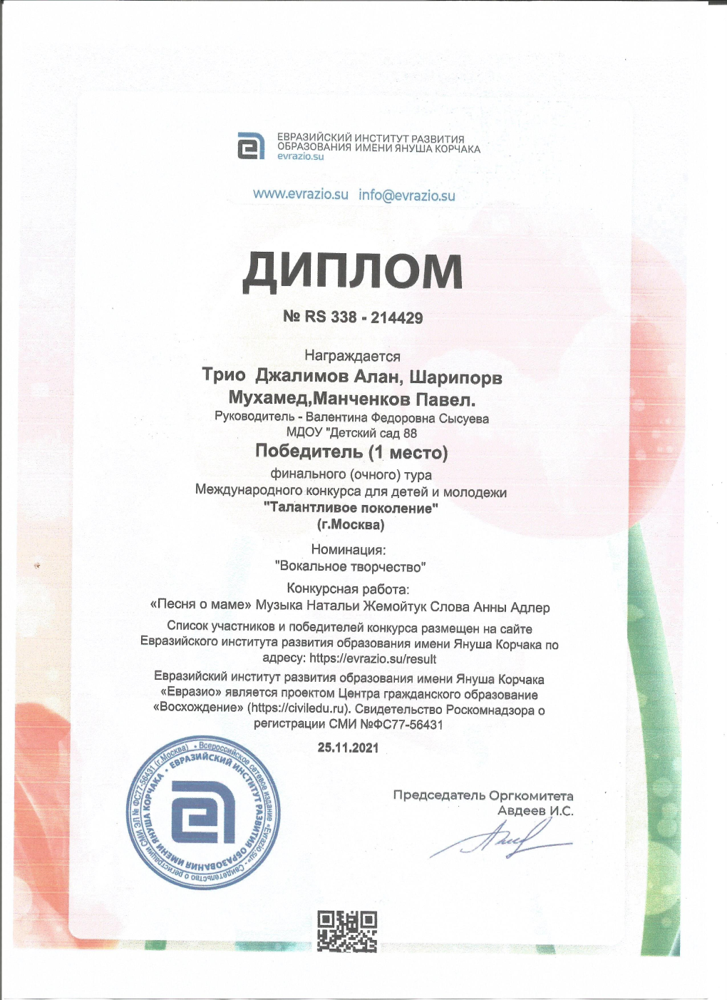 ЕВРАЗИЙСКИЙ ИНСТИТУТ РАЗВИТИЯ
ОБРАЗОВАНИЯ ИМЕНИ ЯНУША КОРЧАКА
evrazio.su
www.evrazio.su info@evrazio.su
ДИПЛОМ
№ RS 338 - 214429
Награждается
Трио Джалимов Алан, Шарипорв
Мухамед,Манченков Павел.
Руководитель - Валентина Федоровна Сысуева
МДОУ "Детский сад 88
Победитель (1 место)
финального (очного) тура
Международного конкурса для детей и молодежи
"Талантливое поколение"
(г.Москва)
Номинация:
"Вокальное творчество"
Конкурсная работа:
«Песня о маме» Музыка Натальи Жемойтук Слова Анны Адлер
Список участников и победителей конкурса размещен на сайте
Евразийского института развития образования имени Януша Корчака по
адресу: https://evrazio.su/result
Евразийский институт развития образования имени Януша Корчака
«Евразио» является проектом Центра гражданского образование
«Восхождение» (https://civiledu.ru). Свидетельство Роскомнадзора о
регистрации СМИ №ФС77-56431
25.11.2021
Председатель Оргкомитета
Авдеев И.С.
• Всероссийское сетевое издание «Evrazio.su» - Свидетельство о регистрации СМИ ЭЛ № ФС77-56431 (г.Москва)
• ЕВРАЗИЙСКИЙ ИНСТИТУТ РАЗВИТИЯ ОБРАЗОВАНИЯ ИМЕНИ ЯНУША КОРЧАКА